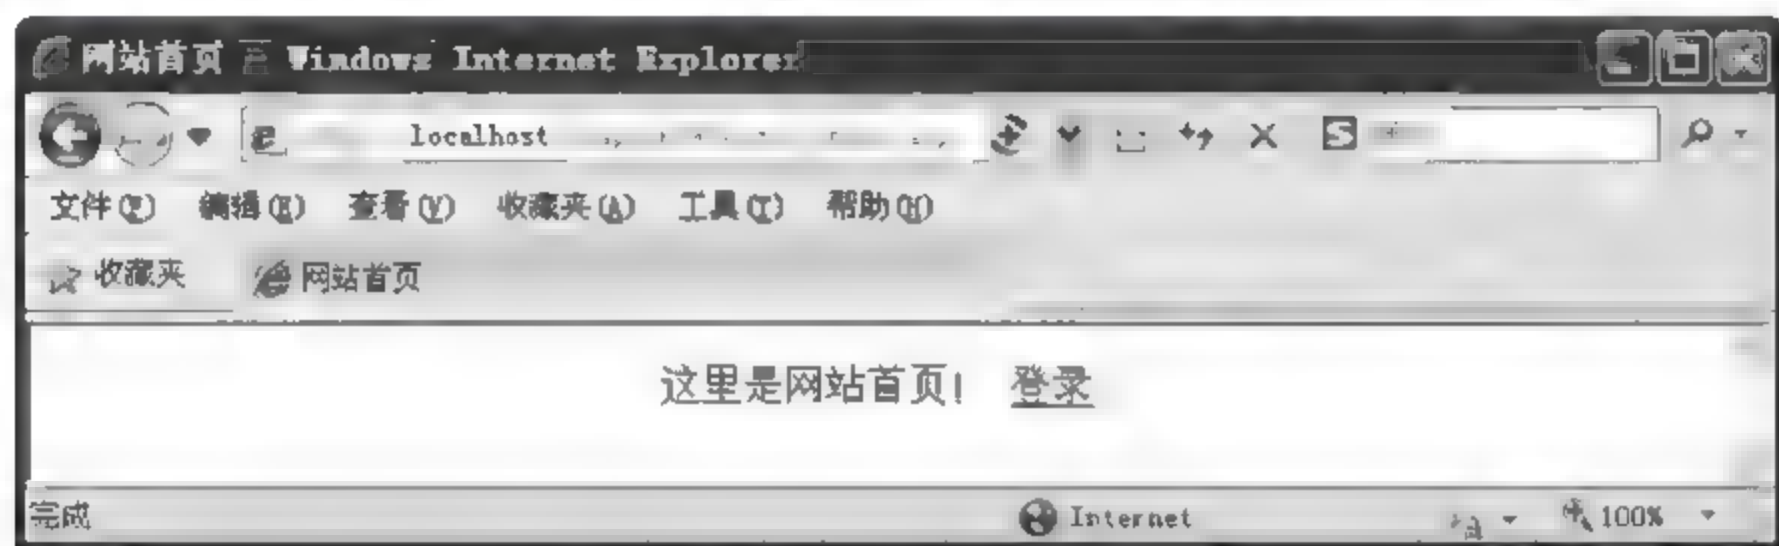 网站首页 - Windows Internet Explorer
localhost
文件(F) 编辑(E) 查看(V) 收藏夹(A) 工具(T) 帮助(H)
收藏夹 网站首页
这里是网站首页! 登录
完成 Internet 100%